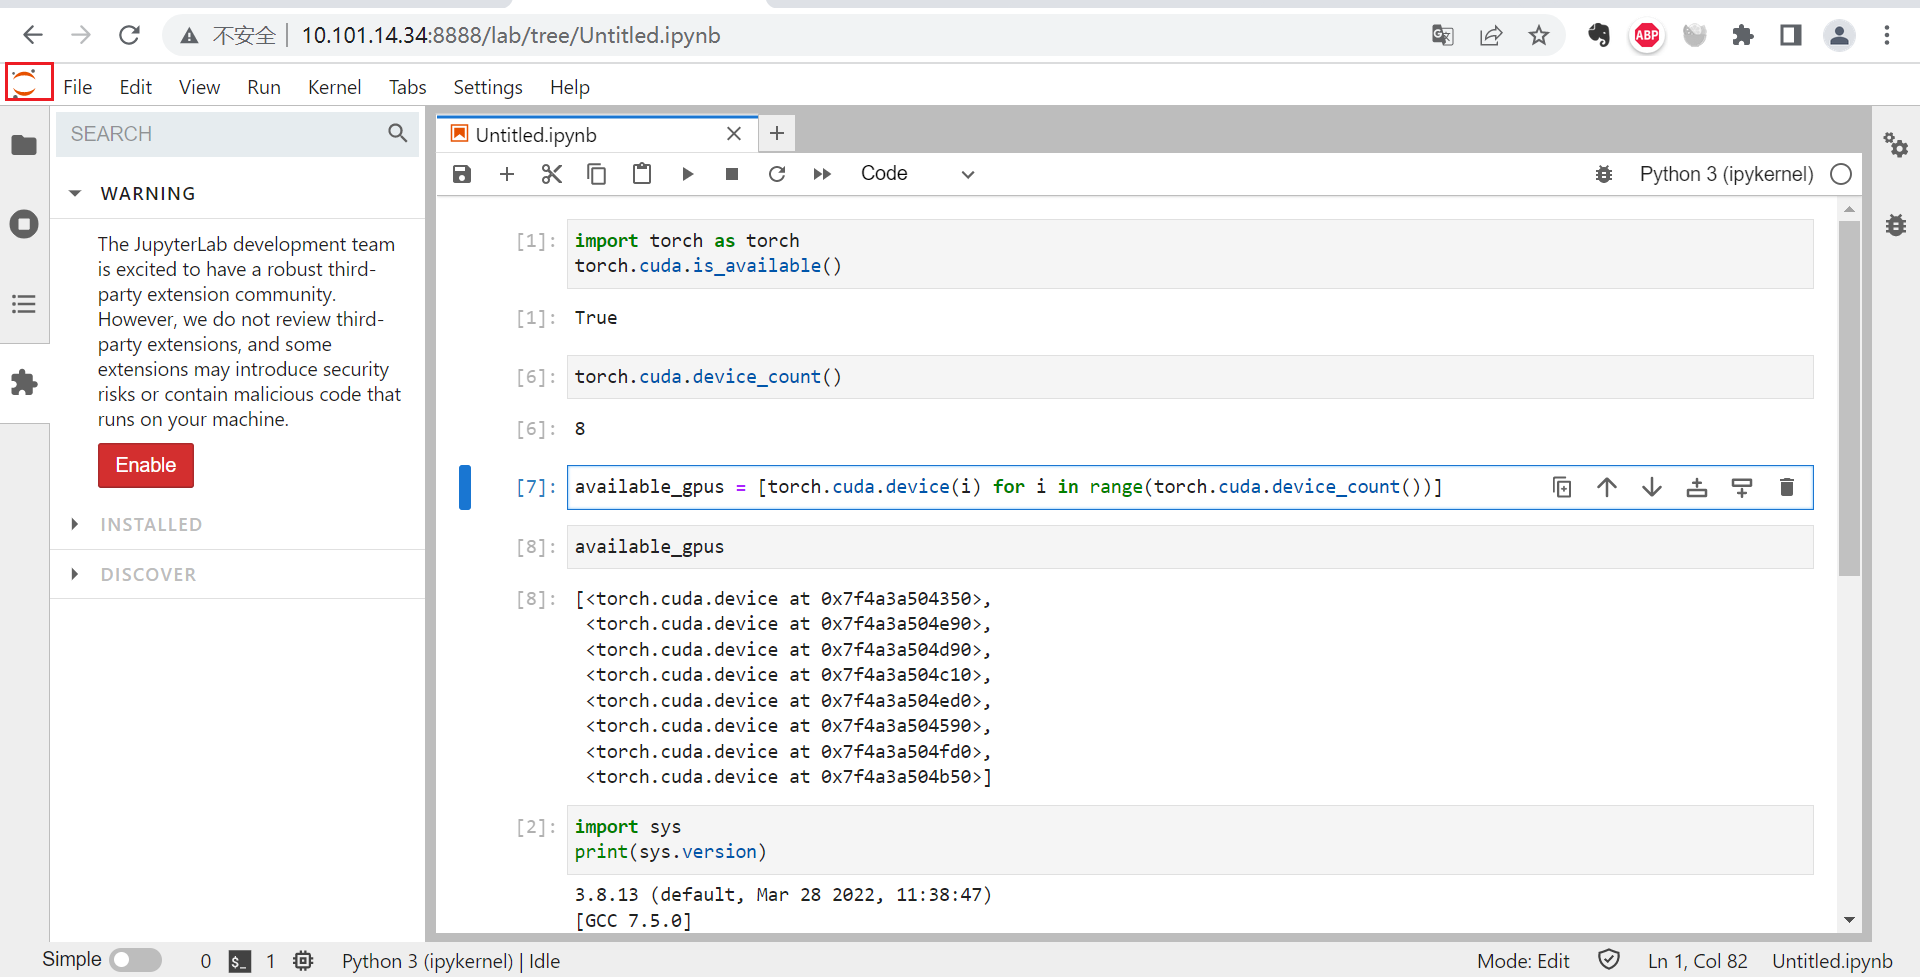 不安全 10.101.14.34:8888/lab/tree/Untitled.ipynb
ABP
File Edit View Run Kernel Tabs Settings Help
SEARCH
WARNING
The JupyterLab development team
is excited to have a robust third-
party extension community.
However, we do not review third-
party extensions, and some
extensions may introduce security
risks or contain malicious code that
runs on your machine.
Enable
INSTALLED
DISCOVER
Untitled.ipynb
Code
Python 3 (ipykernel)
[1]: import torch as torch
torch.cuda.is_available()
[1]: True
[6]: torch.cuda.device_count()
[6]: 8
[7]: available_gpus = [torch.cuda.device(i) for i in range(torch.cuda.device_count())]
[8]: available_gpus
[8]: [<torch.cuda.device at 0x7f4a3a504350>,
<torch.cuda.device at 0x7f4a3a504e90>,
<torch.cuda.device at 0x7f4a3a504d90>,
<torch.cuda.device at 0x7f4a3a504c10>,
<torch.cuda.device at 0x7f4a3a504ed0>,
<torch.cuda.device at 0x7f4a3a504590>,
<torch.cuda.device at 0x7f4a3a504fd0>,
<torch.cuda.device at 0x7f4a3a504b50>]
[2]: import sys
print(sys.version)
3.8.13 (default, Mar 28 2022, 11:38:47)
[GCC 7.5.0]
Simple 0 $_ 1 Python 3 (ipykernel) | Idle
Mode: Edit Ln 1, Col 82 Untitled.ipynb